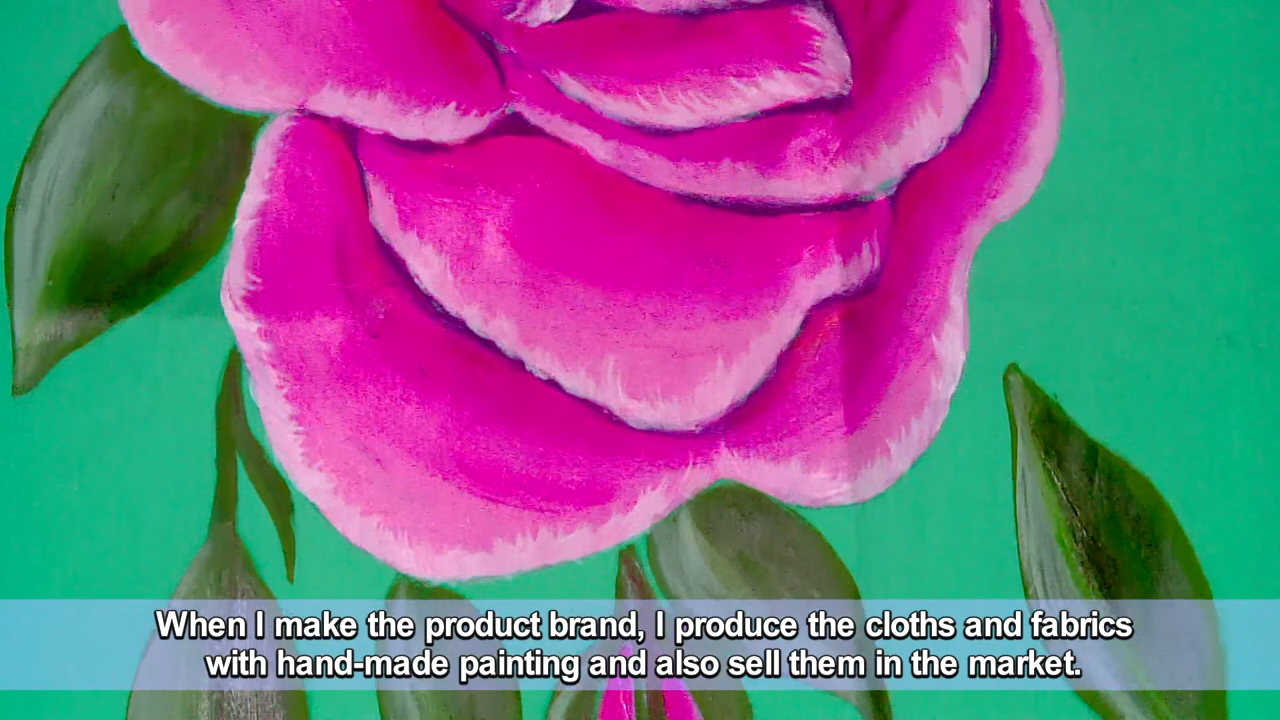 When I make the product brand, I produce the cloths and fabrics
with hand-made painting and also sell them in the market.